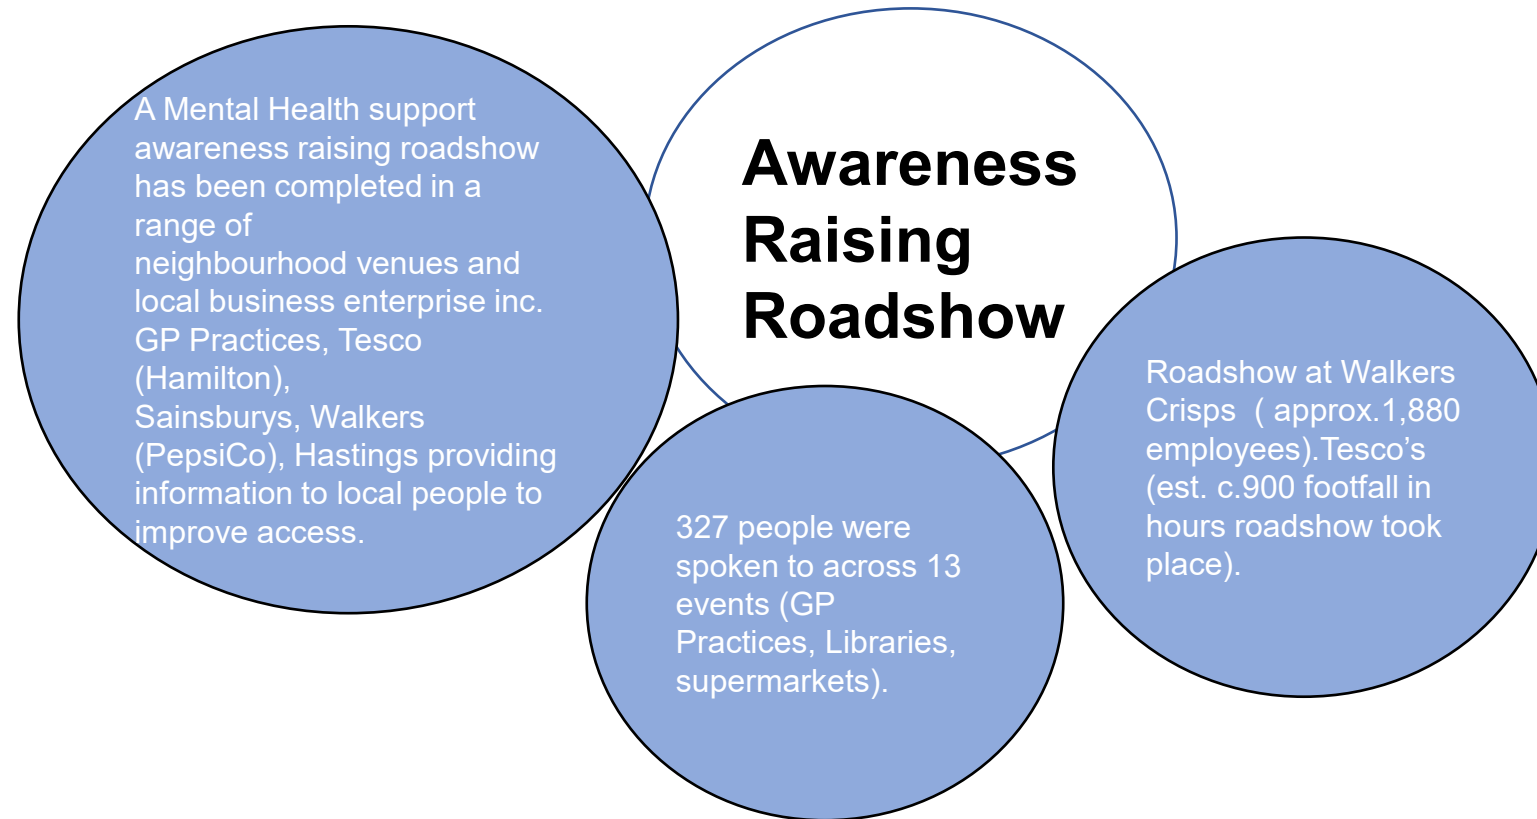 Awareness
Raising
Roadshow
A Mental Health support
awareness raising roadshow
has been completed in a
range of
neighbourhood venues and
local business enterprise inc.
GP Practices, Tesco
(Hamilton),
Sainsburys, Walkers
(PepsiCo), Hastings providing
information to local people to
improve access.
327 people were
spoken to across 13
events (GP
Practices, Libraries,
supermarkets).
Roadshow at Walkers
Crisps  ( approx.1,880
employees).Tesco’s
(est. c.900 footfall in
hours roadshow took
place).